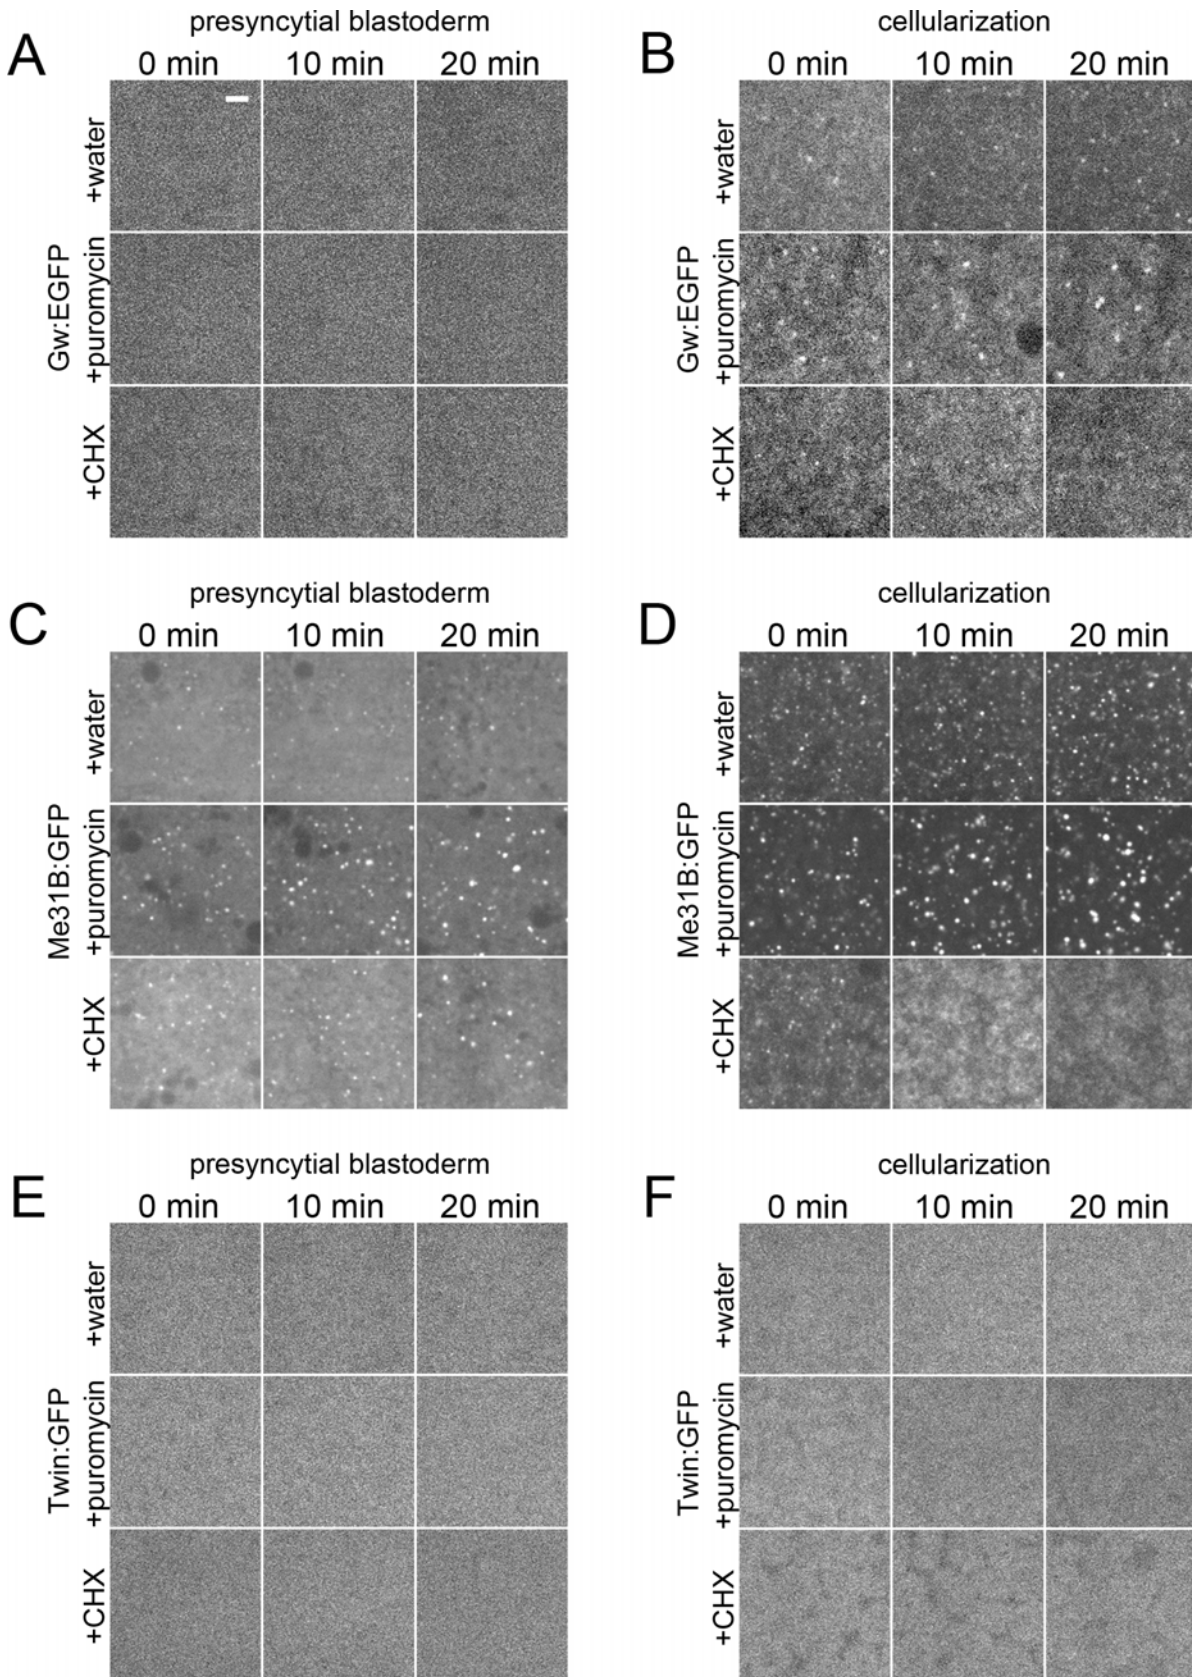 A
presyncytial blastoderm
0 min 10 min 20 min
Gw:EGFP
+water
+puromycin
+CHX
B
cellularization
0 min 10 min 20 min
Gw:EGFP
+water
+puromycin
+CHX
C
presyncytial blastoderm
0 min 10 min 20 min
Me31B:GFP
+water
+puromycin
+CHX
D
cellularization
0 min 10 min 20 min
Me31B:GFP
+water
+puromycin
+CHX
E
presyncytial blastoderm
0 min 10 min 20 min
Twin:GFP
+water
+puromycin
+CHX
F
cellularization
0 min 10 min 20 min
Twin:GFP
+water
+puromycin
+CHX